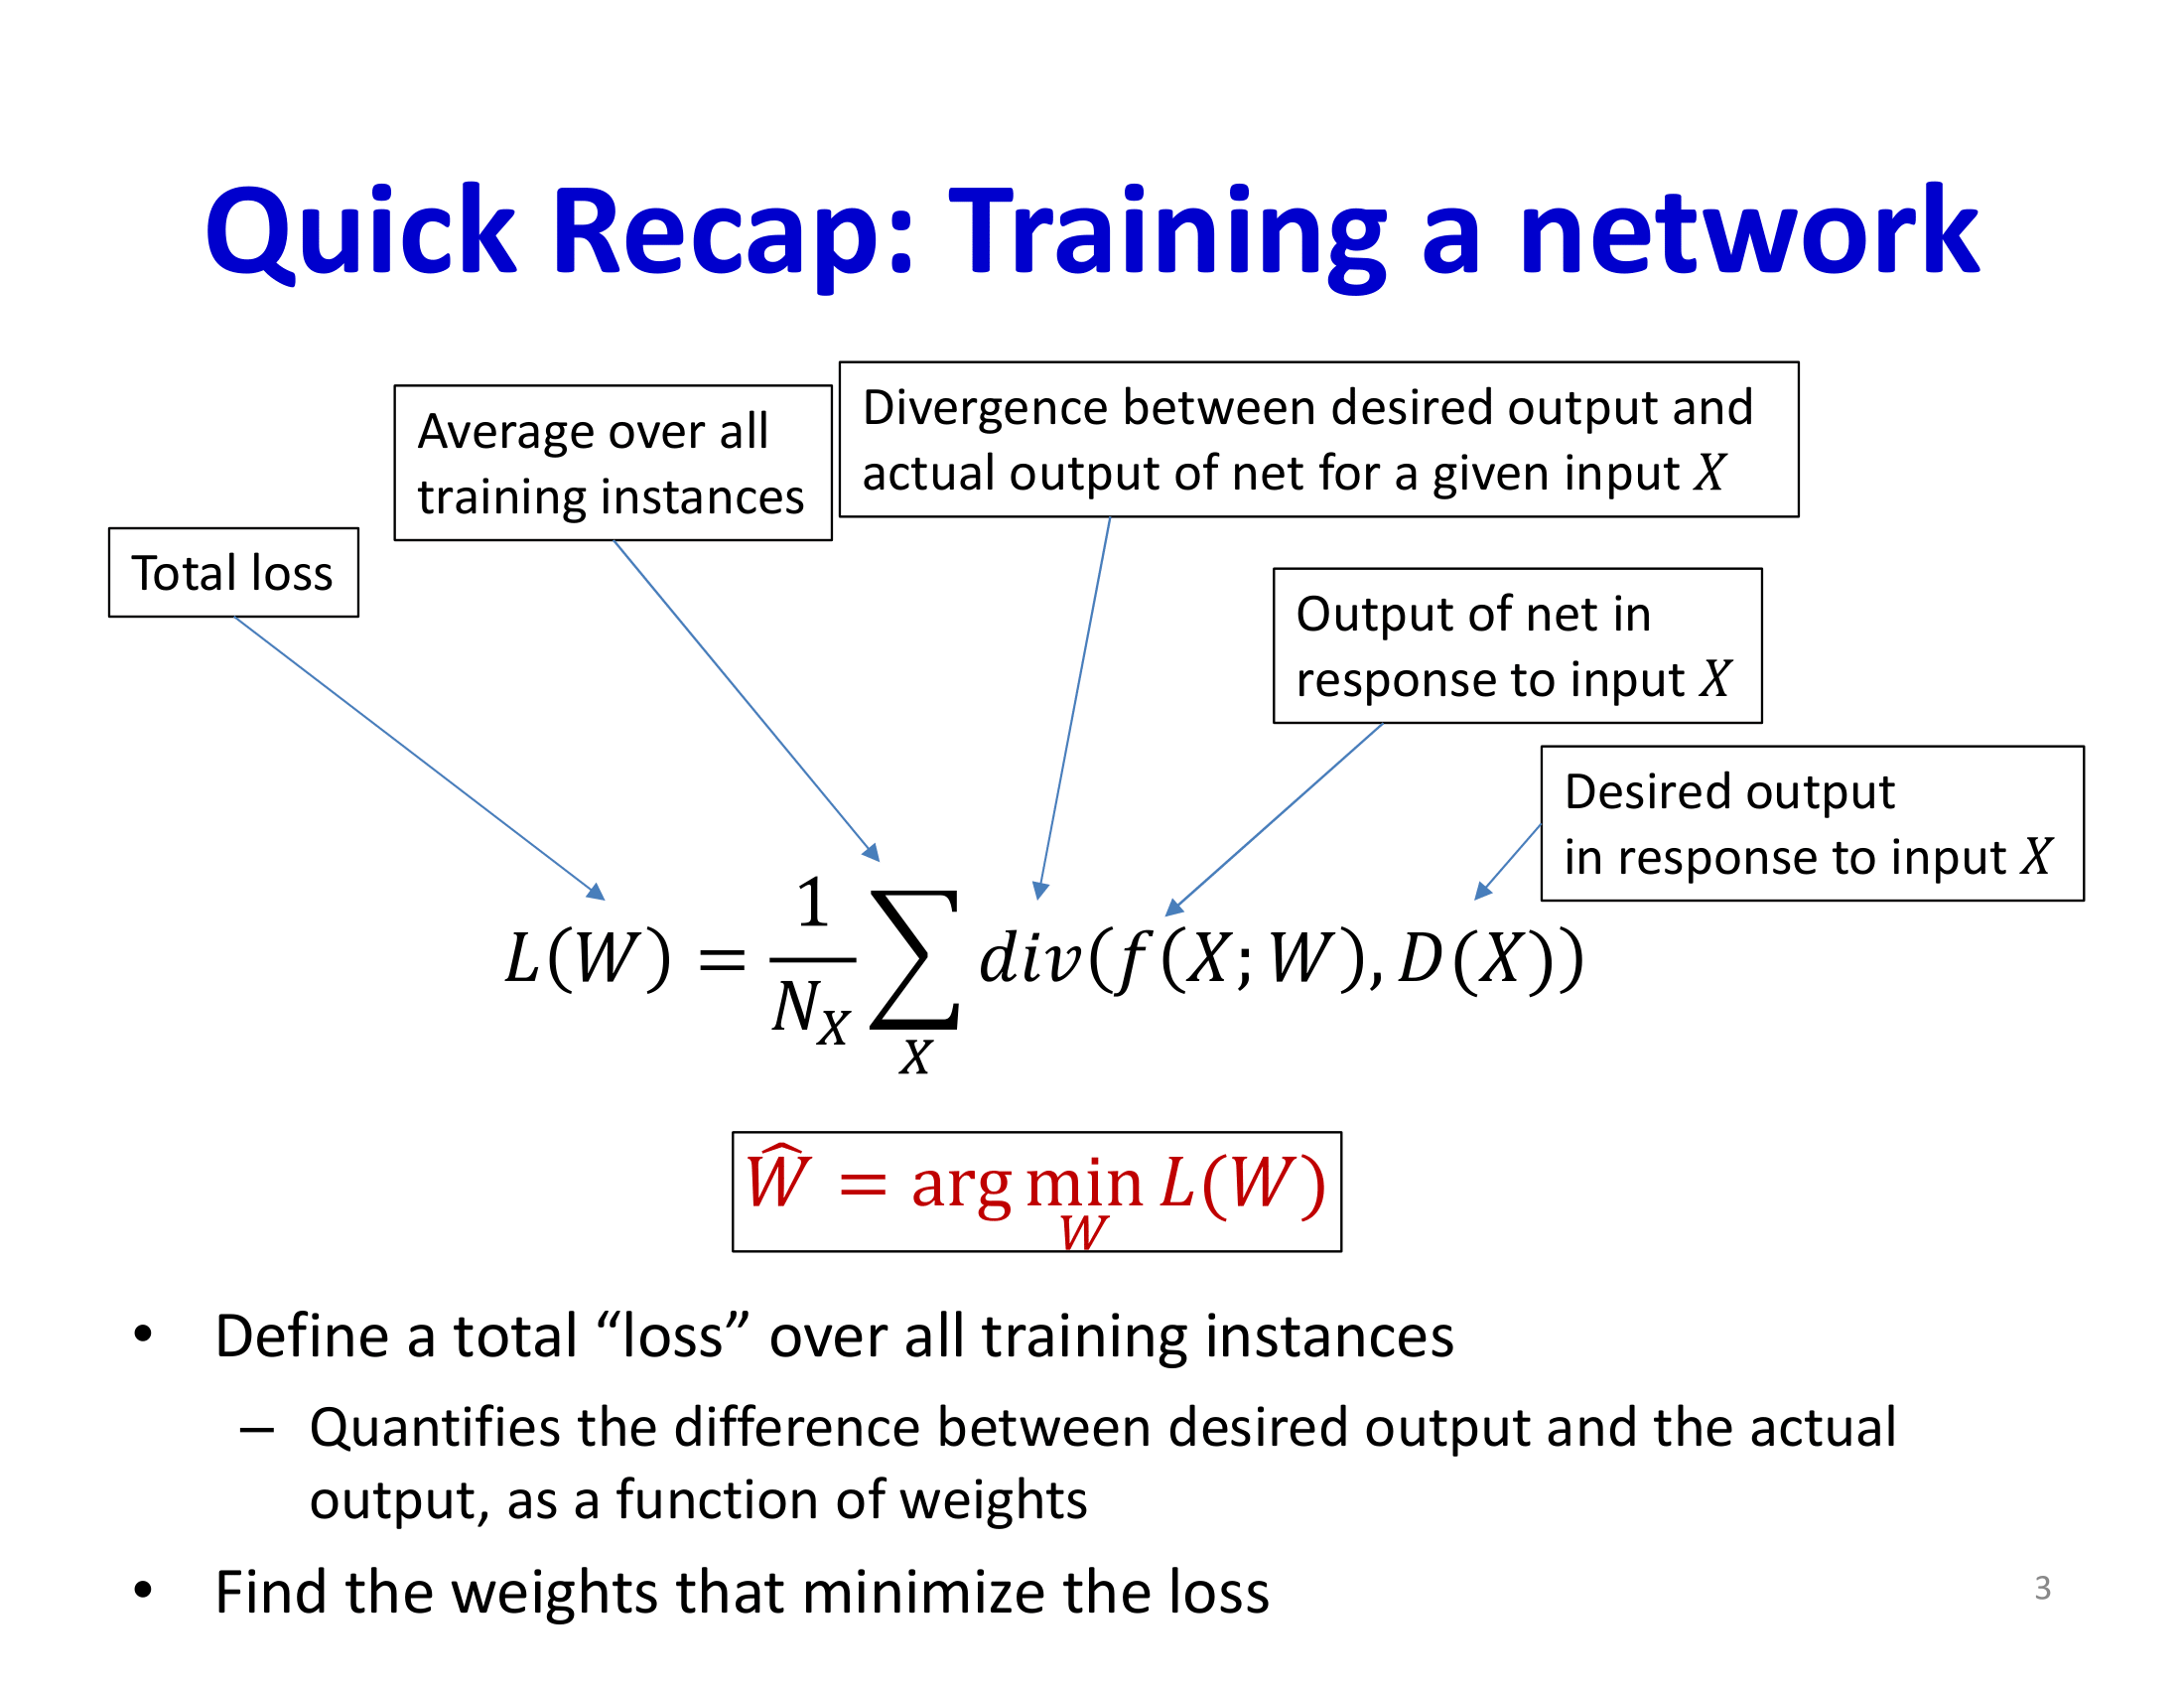 Quick Recap: Training a network
Average over all
training instances
Divergence between desired output and
actual output of net for a given input X
Total loss
Output of net in
response to input X
Desired output
in response to input X
L(W) = \frac{1}{N_X} \sum_X div(f(X; W), D(X))
\widehat{W} = \arg\min_W L(W)
• Define a total “loss” over all training instances
– Quantifies the difference between desired output and the actual
output, as a function of weights
• Find the weights that minimize the loss
3